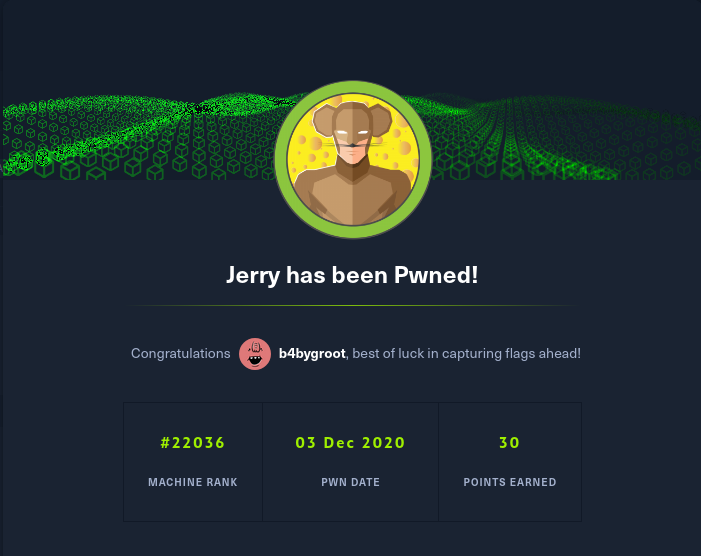 Jerry has been Pwned!
Congratulations b4bygroot, best of luck in capturing flags ahead!
#22036 03 Dec 2020 30
MACHINE RANK PWN DATE POINTS EARNED